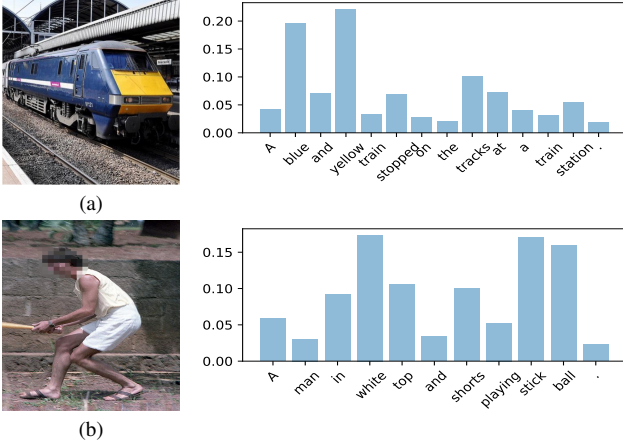 0.20
0.15
0.10
0.05
0.00
A blue and yellow train stopped on the tracks at a train station .
(a)
0.15
0.10
0.05
0.00
A man in white top and shorts playing stick ball .
(b)